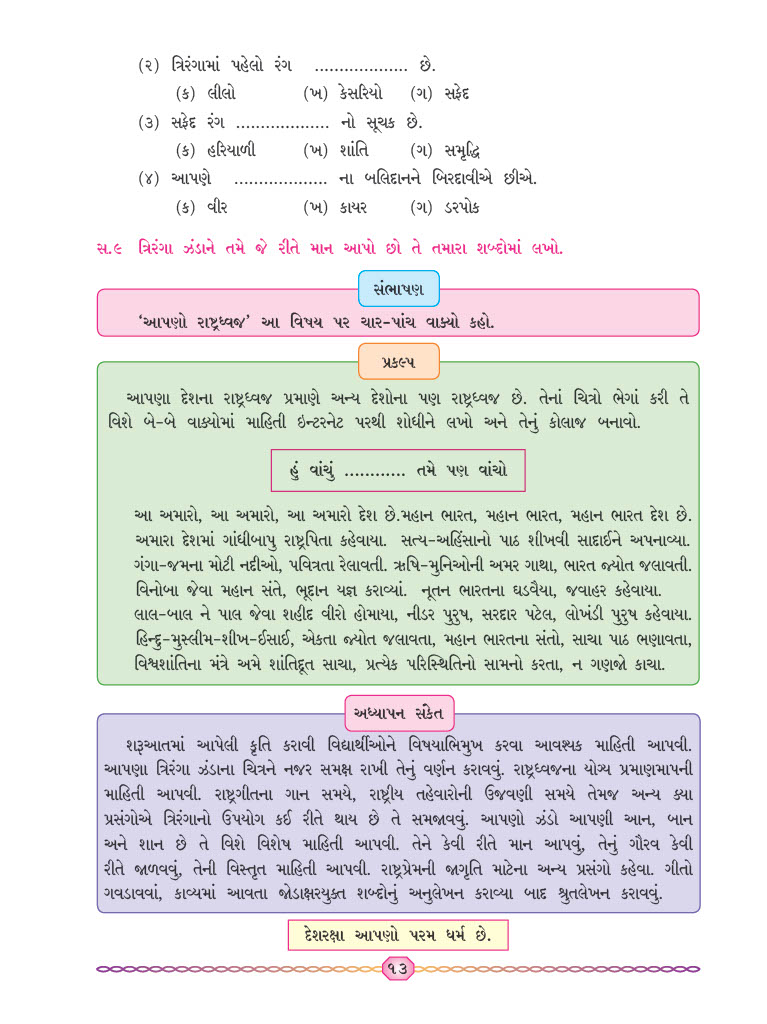 (૨) ત્રિરંગામાં પહેલો રંગ ................... છે.
(ક) લીલો (ખ) કેસરિયો (ગ) સફેદ
(૩) સફેદ રંગ ................... નો સૂચક છે.
(ક) હરિયાળી (ખ) શાંતિ (ગ) સમૃદ્ધિ
(૪) આપણે ................... ના બલિદાનને બિરદાવીએ છીએ.
(ક) વીર (ખ) કાયર (ગ) ડરપોક
સ.૯ ત્રિરંગા ઝંડાને તમે જે રીતે માન આપો છો તે તમારા શબ્દોમાં લખો.
સંભાષણ
‘આપણો રાષ્ટ્રધ્વજ’ આ વિષય પર ચાર-પાંચ વાક્યો કહો.
પ્રકલ્પ
આપણા દેશના રાષ્ટ્રધ્વજ પ્રમાણે અન્ય દેશોના પણ રાષ્ટ્રધ્વજ છે. તેનાં ચિત્રો ભેગાં કરી તે
વિશે બે-બે વાક્યોમાં માહિતી ઇન્ટરનેટ પરથી શોધીને લખો અને તેનું કોલાજ બનાવો.
હું વાંચું ............ તમે પણ વાંચો
આ અમારો, આ અમારો, આ અમારો દેશ છે.મહાન ભારત, મહાન ભારત, મહાન ભારત દેશ છે.
અમારા દેશમાં ગાંધીબાપુ રાષ્ટ્રપિતા કહેવાયા. સત્ય-અહિંસાનો પાઠ શીખવી સાદાઈને અપનાવ્યા.
ગંગા-જમના મોટી નદીઓ, પવિત્રતા રેલાવતી. ઋષિ-મુનિઓની અમર ગાથા, ભારત જ્યોત જલાવતી.
વિનોબા જેવા મહાન સંતે, ભૂદાન યજ્ઞ કરાવ્યાં. નૂતન ભારતના ઘડવૈયા, જવાહર કહેવાયા.
લાલ-બાલ ને પાલ જેવા શહીદ વીરો હોમાયા, નીડર પુરુષ, સરદાર પટેલ, લોખંડી પુરુષ કહેવાયા.
હિન્દુ-મુસ્લીમ-શીખ-ઈસાઈ, એકતા જ્યોત જલાવતા, મહાન ભારતના સંતો, સાચા પાઠ ભણાવતા,
વિશ્વશાંતિના મંત્રે અમે શાંતિદૂત સાચા, પ્રત્યેક પરિસ્થિતિનો સામનો કરતા, ન ગણજો કાચા.
અધ્યાપન સંકેત
શરૂઆતમાં આપેલી કૃતિ કરાવી વિદ્યાર્થીઓને વિષયાભિમુખ કરવા આવશ્યક માહિતી આપવી.
આપણા ત્રિરંગા ઝંડાના ચિત્રને નજર સમક્ષ રાખી તેનું વર્ણન કરાવવું. રાષ્ટ્રધ્વજના યોગ્ય પ્રમાણમાપની
માહિતી આપવી. રાષ્ટ્રગીતના ગાન સમયે, રાષ્ટ્રીય તહેવારોની ઉજવણી સમયે તેમજ અન્ય ક્યા
પ્રસંગોએ ત્રિરંગાનો ઉપયોગ કઈ રીતે થાય છે તે સમજાવવું. આપણો ઝંડો આપણી આન, બાન
અને શાન છે તે વિશે વિશેષ માહિતી આપવી. તેને કેવી રીતે માન આપવું, તેનું ગૌરવ કેવી
રીતે જાળવવું, તેની વિસ્તૃત માહિતી આપવી. રાષ્ટ્રપ્રેમની જાગૃતિ માટેના અન્ય પ્રસંગો કહેવા. ગીતો
ગવડાવવાં, કાવ્યમાં આવતા જોડાક્ષરયુક્ત શબ્દોનું અનુલેખન કરાવ્યા બાદ શ્રુતલેખન કરાવવું.
દેશરક્ષા આપણો પરમ ધર્મ છે.
૧૩